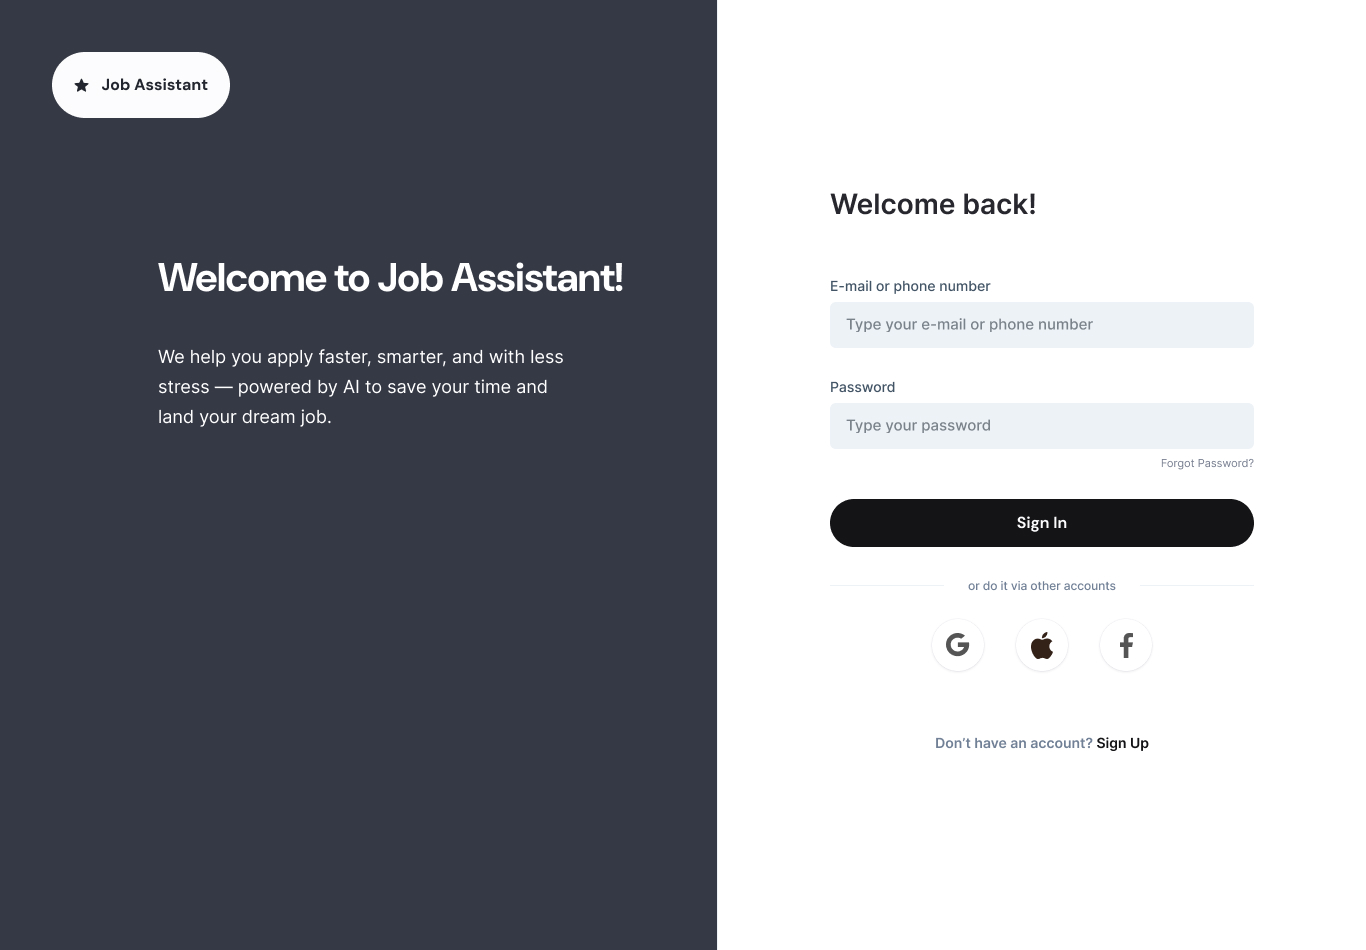 Job Assistant
Welcome to Job Assistant!
We help you apply faster, smarter, and with less
stress — powered by AI to save your time and
land your dream job.
Welcome back!
E-mail or phone number
Type your e-mail or phone number
Password
Type your password
Forgot Password?
Sign In
or do it via other accounts
Don’t have an account? Sign Up